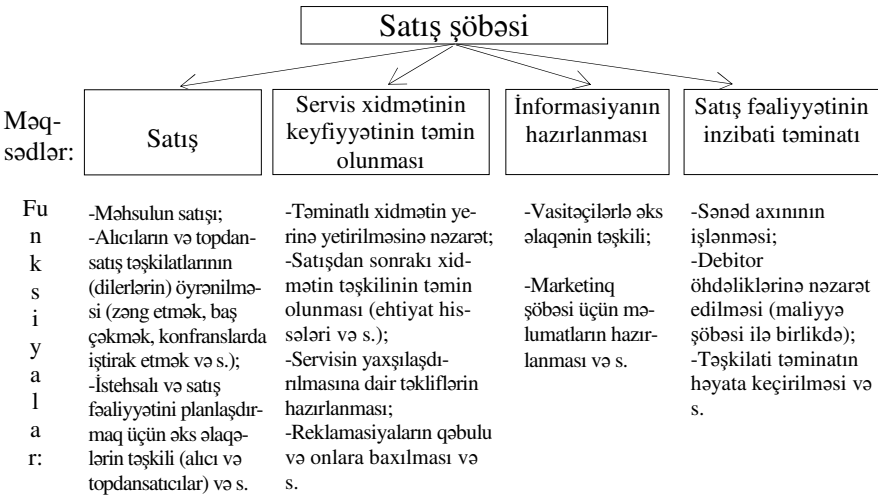 Satış şöbəsi
Məq-
sədlər:
Satış
Servis xidmətinin
keyfiyyətinin təmin
olunması
İnformasiyanın
hazırlanması
Satış fəaliyyətinin
inzibati təminatı
Fu
n
k
s
i
y
a
l
a
r:
-Məhsulun satışı;
-Alıcıların və topdan-
satış təşkilatlarının
(dilerlərin) öyrənilmə-
si (zəng etmək, baş
çəkmək, konfranslarda
iştirak etmək və s.);
-İstehsalı və satış
fəaliyyətini planlaşdır-
maq üçün əks əlaqə-
lərin təşkili (alıcı və
topdansatıcılar) və s.
-Təminatlı xidmətin ye-
rinə yetirilməsinə nəzarət;
-Satışdan sonrakı xid-
mətin təşkilinin təmin
olunması (ehtiyat his-
sələri və s.);
-Servisin yaxşılaşdı-
rılmasına dair təkliflərin
hazırlanması;
-Reklamasiyaların qəbulu
və onlara baxılması və
s.
-Vasitəçilərlə əks
əlaqənin təşkili;
-Marketinq
şöbəsi üçün mə-
lumatların hazır-
lanması və s.
-Sənəd axınının
işlənməsi;
-Debitor
öhdəliklərinə nəzarət
edilməsi (maliyyə
şöbəsi ilə birlikdə);
-Təşkilati təminatın
həyata keçirilməsi və
s.